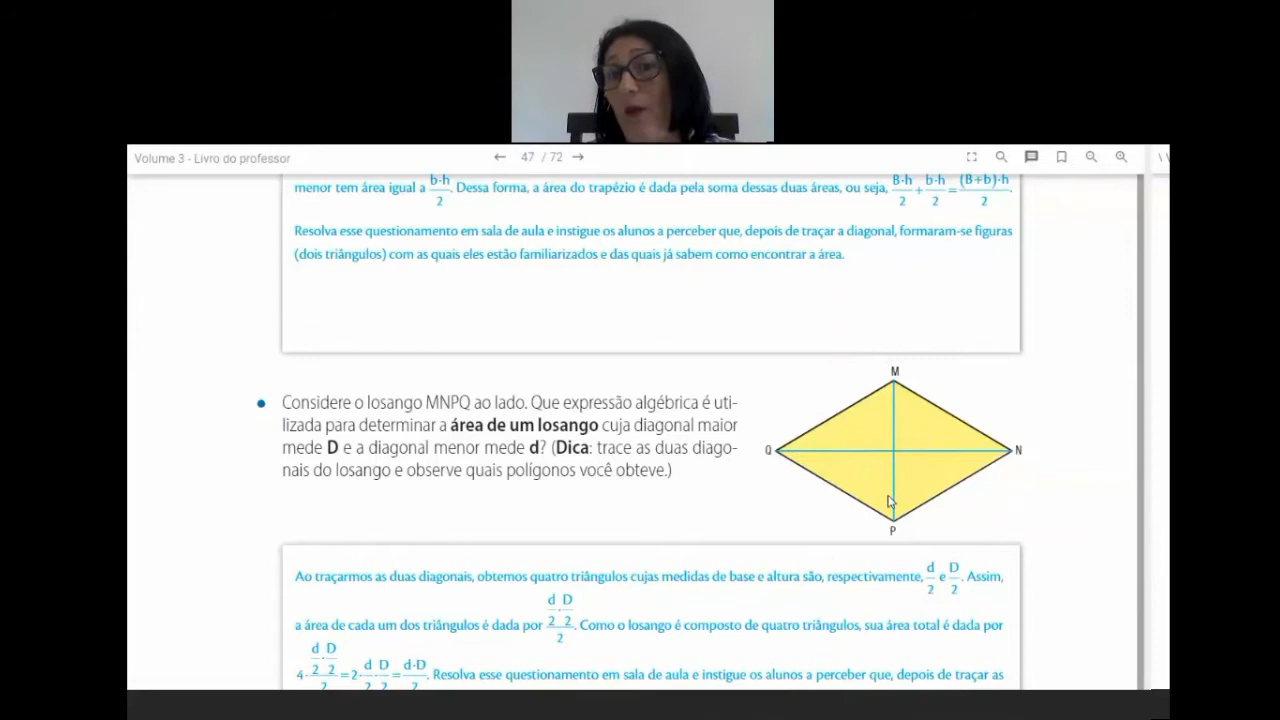 Volume 3 - Livro do professor
47 / 72
menor tem área igual a b·h/2. Dessa forma, a área do trapézio é dada pela soma dessas duas áreas, ou seja, B·h/2 + b·h/2 = (B+b)·h/2.
Resolva esse questionamento em sala de aula e instigue os alunos a perceber que, depois de traçar a diagonal, formaram-se figuras
(dois triângulos) com as quais eles estão familiarizados e das quais já sabem como encontrar a área.
• Considere o losango MNPQ ao lado. Que expressão algébrica é uti-
lizada para determinar a área de um losango cuja diagonal maior
mede D e a diagonal menor mede d? (Dica: trace as duas diago-
nais do losango e observe quais polígonos você obteve.)
M
Q
N
P
Ao traçarmos as duas diagonais, obtemos quatro triângulos cujas medidas de base e altura são, respectivamente, d/2 e D/2. Assim,
a área de cada um dos triângulos é dada por (d/2 · D/2)/2. Como o losango é composto de quatro triângulos, sua área total é dada por
4 · (d/2 · D/2)/2 = 2 · d/2 · D/2 = d·D/2. Resolva esse questionamento em sala de aula e instigue os alunos a perceber que, depois de traçar as